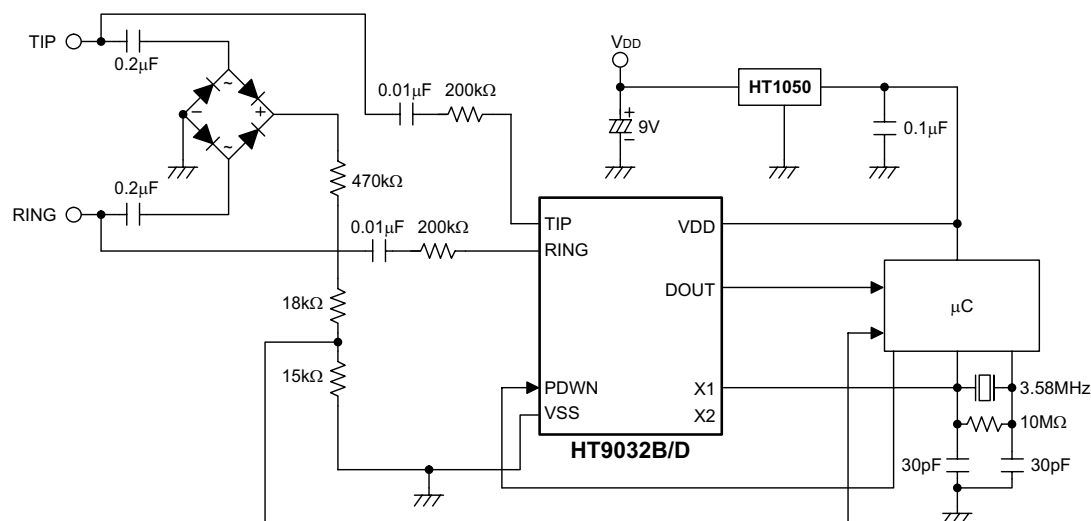 TIP
0.2μF
~
−
+
~
0.2μF
RING
0.01μF
200kΩ
470kΩ
0.01μF
200kΩ
18kΩ
15kΩ
VDD
+
−
9V
HT1050
0.1μF
TIP
RING
VDD
DOUT
PDWN
VSS
X1
X2
HT9032B/D
μC
3.58MHz
10MΩ
30pF
30pF